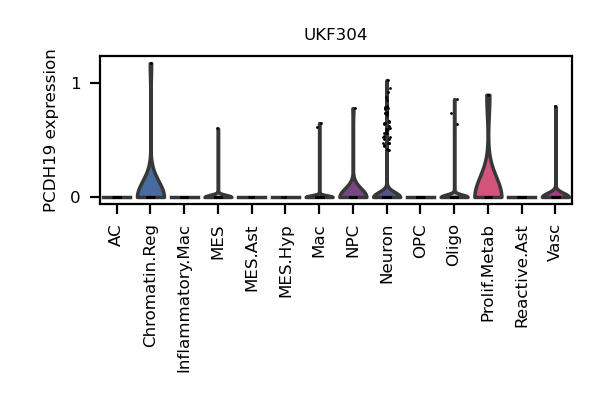 UKF304
PCDH19 expression
1
0
AC
Chromatin.Reg
Inflammatory.Mac
MES
MES.Ast
MES.Hyp
Mac
NPC
Neuron
OPC
Oligo
Prolif.Metab
Reactive.Ast
Vasc